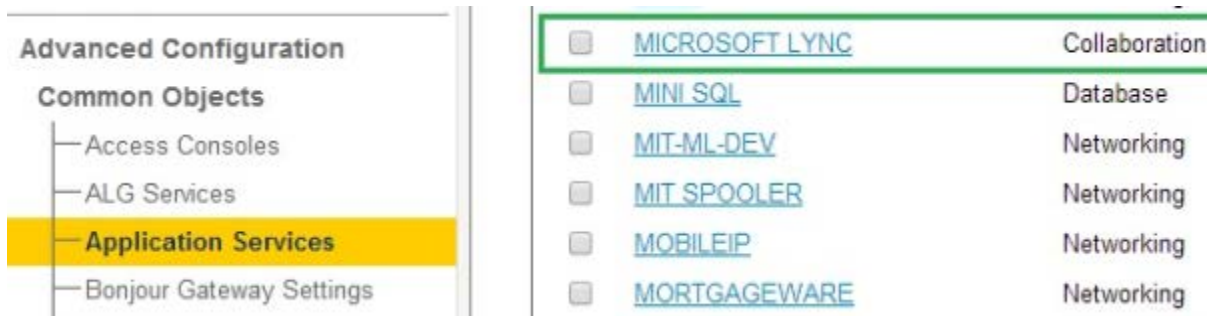 Advanced Configuration
Common Objects
Access Consoles
ALG Services
Application Services
Bonjour Gateway Settings
MICROSOFT LYNC Collaboration
MINI SQL Database
MIT-ML-DEV Networking
MIT SPOOLER Networking
MOBILEIP Networking
MORTGAGEWARE Networking